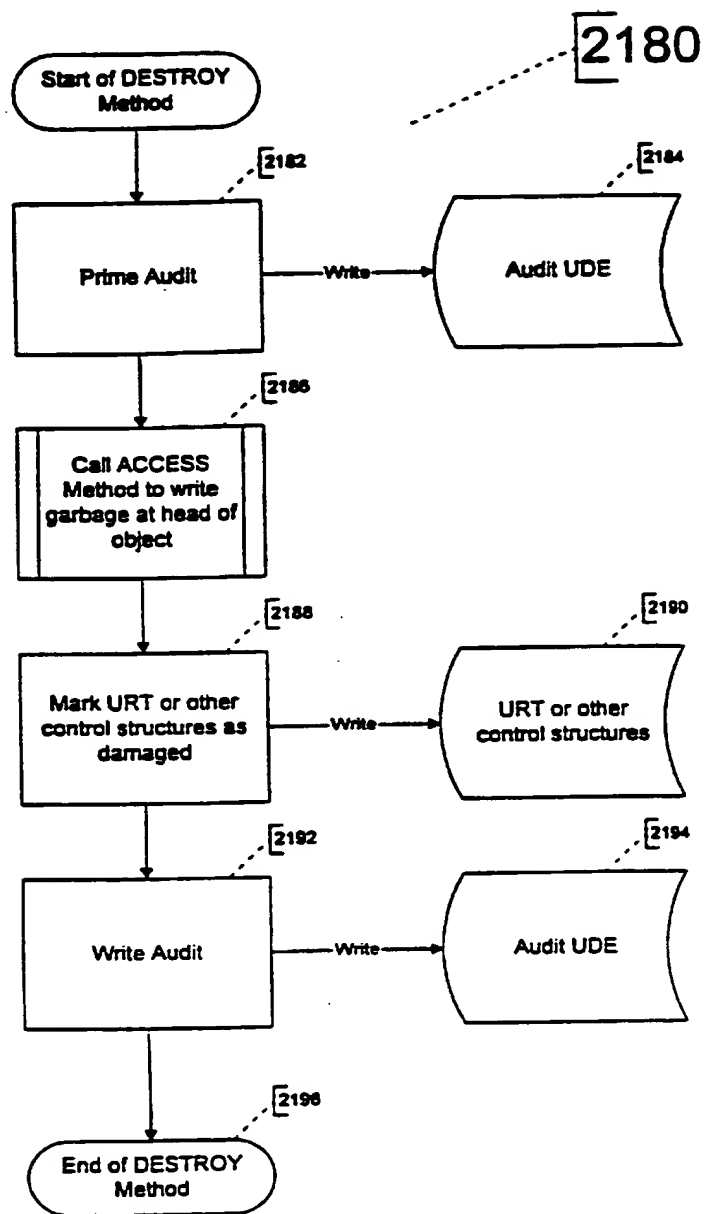 2180
Start of DESTROY
Method
2182
2184
Prime Audit
Write
Audit UDE
2186
Call ACCESS
Method to write
garbage at head of
object
2188
2190
Mark URT or other
control structures as
damaged
Write
URT or other
control structures
2192
2194
Write Audit
Write
Audit UDE
2196
End of DESTROY
Method